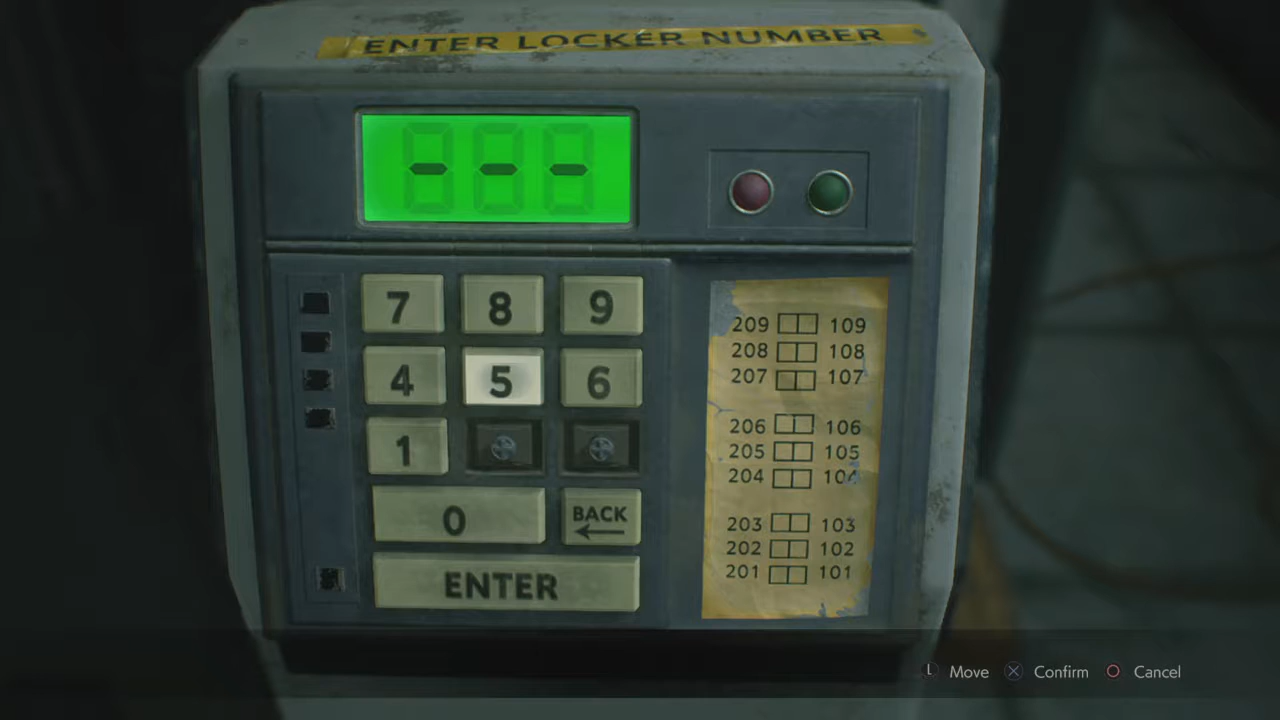 ENTER LOCKER NUMBER
---
7 8 9
4 5 6
1
0 BACK
ENTER
209 109
208 108
207 107
206 106
205 105
204 104
203 103
202 102
201 101
L Move Confirm Cancel